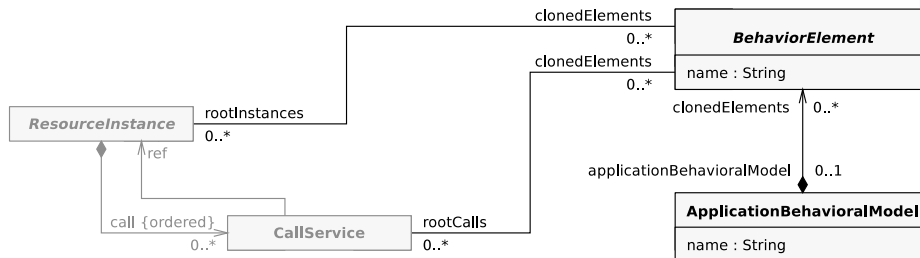 clonedElements
0..*
BehaviorElement
name : String
clonedElements
0..*
clonedElements
0..*
ResourceInstance
rootInstances
0..*
ref
applicationBehavioralModel
0..1
call {ordered}
0..*
CallService
rootCalls
0..*
ApplicationBehavioralModel
name : String